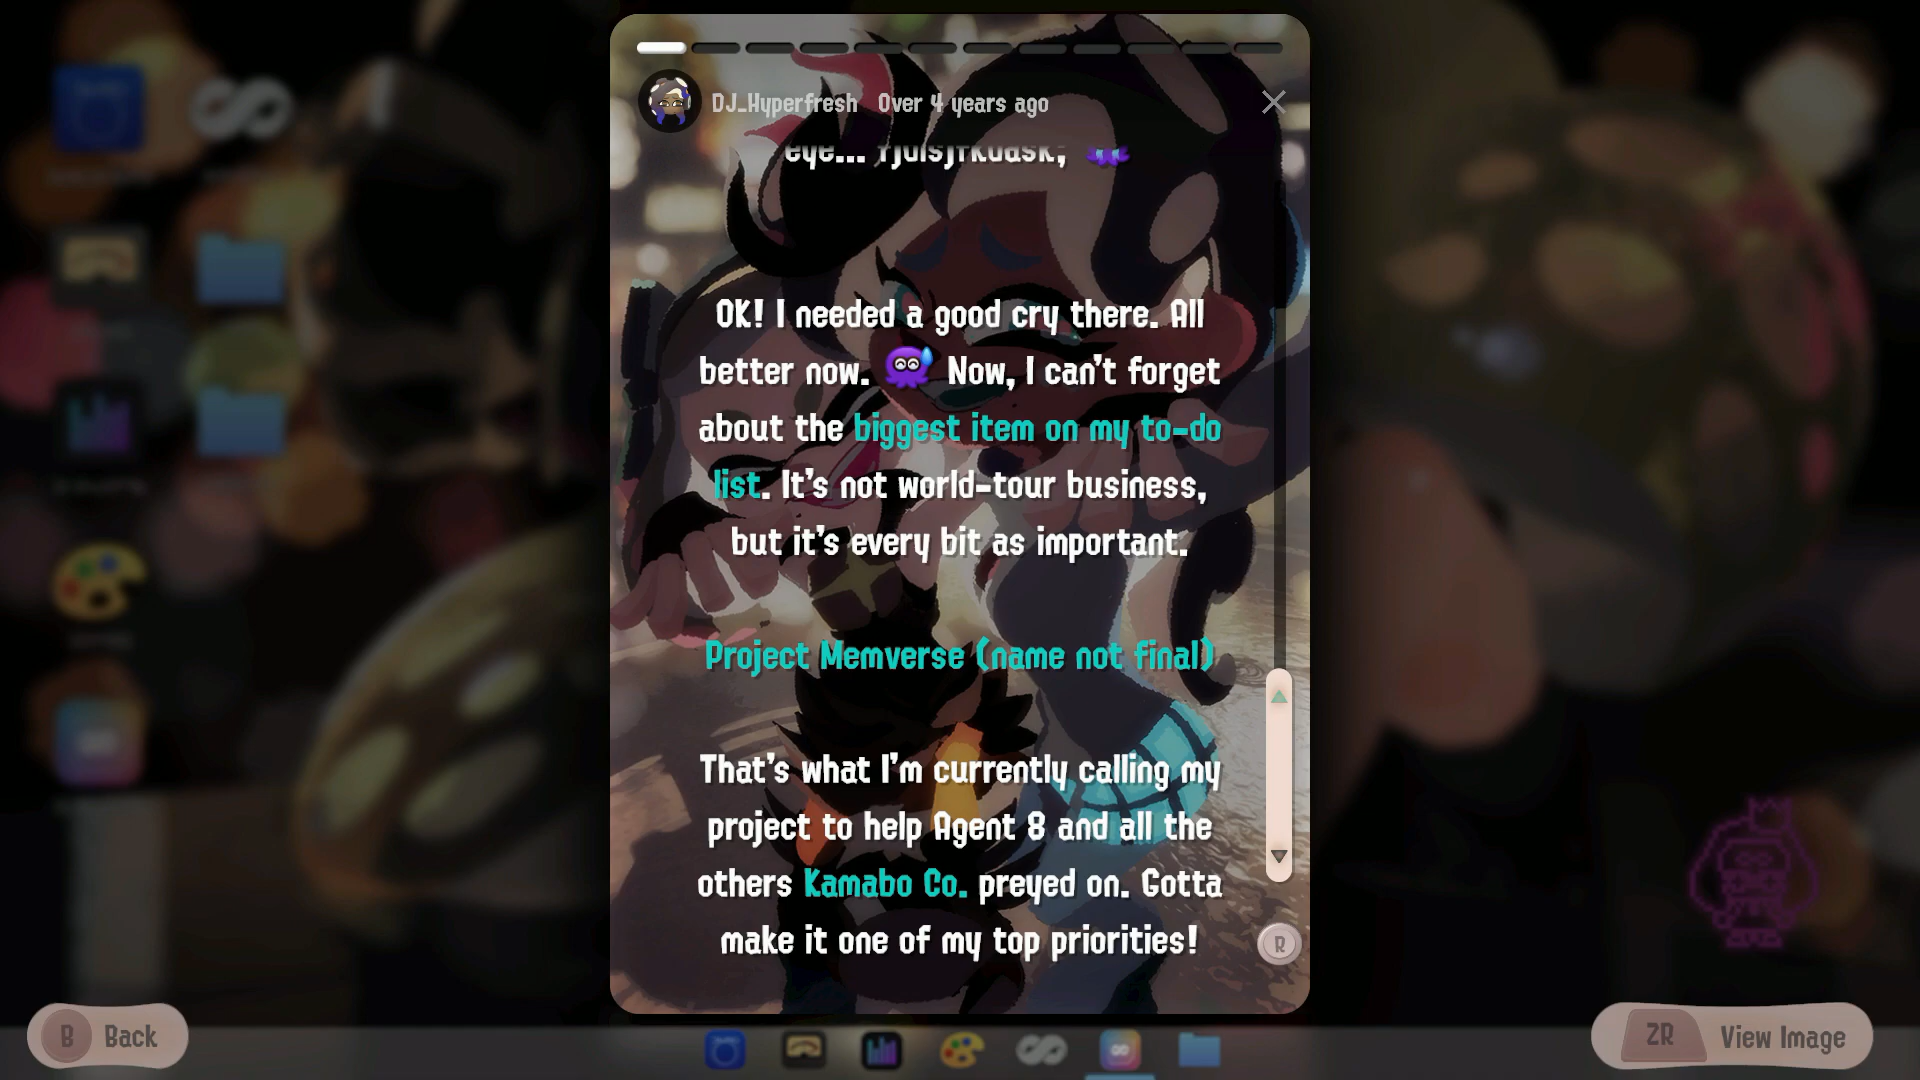 DJ_Hyperfresh Over 4 years ago
eye... fjdlsjfkdask;
OK! I needed a good cry there. All
better now. Now, I can't forget
about the biggest item on my to-do
list. It's not world-tour business,
but it's every bit as important.
Project Memverse (name not final)
That's what I'm currently calling my
project to help Agent 8 and all the
others Kamabo Co. preyed on. Gotta
make it one of my top priorities!
R
B Back
ZR View Image